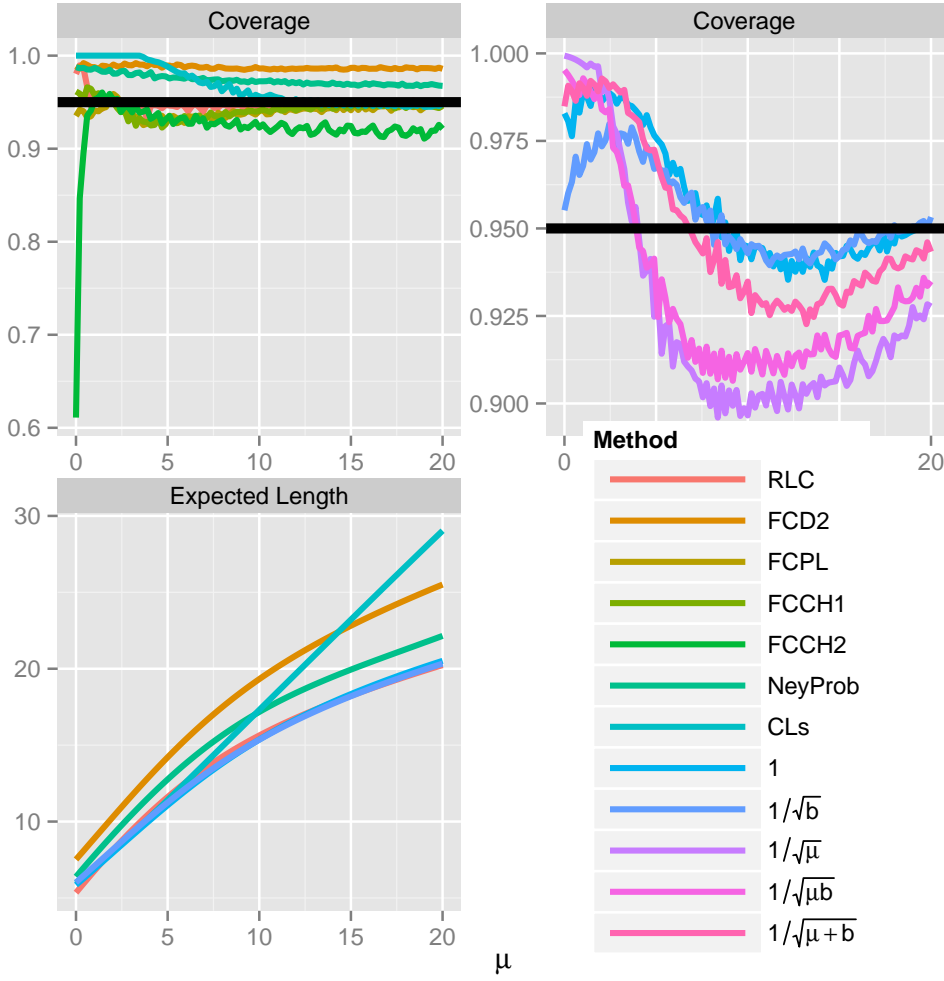 Coverage
1.0
0.9
0.8
0.7
0.6
0 5 10 15 20
Coverage
1.000
0.975
0.950
0.925
0.900
0 20
Expected Length
30
20
10
0 5 10 15 20
μ
Method
RLC
FCD2
FCPL
FCCH1
FCCH2
NeyProb
CLs
1
1/√b
1/√μ
1/√μb
1/√μ + b